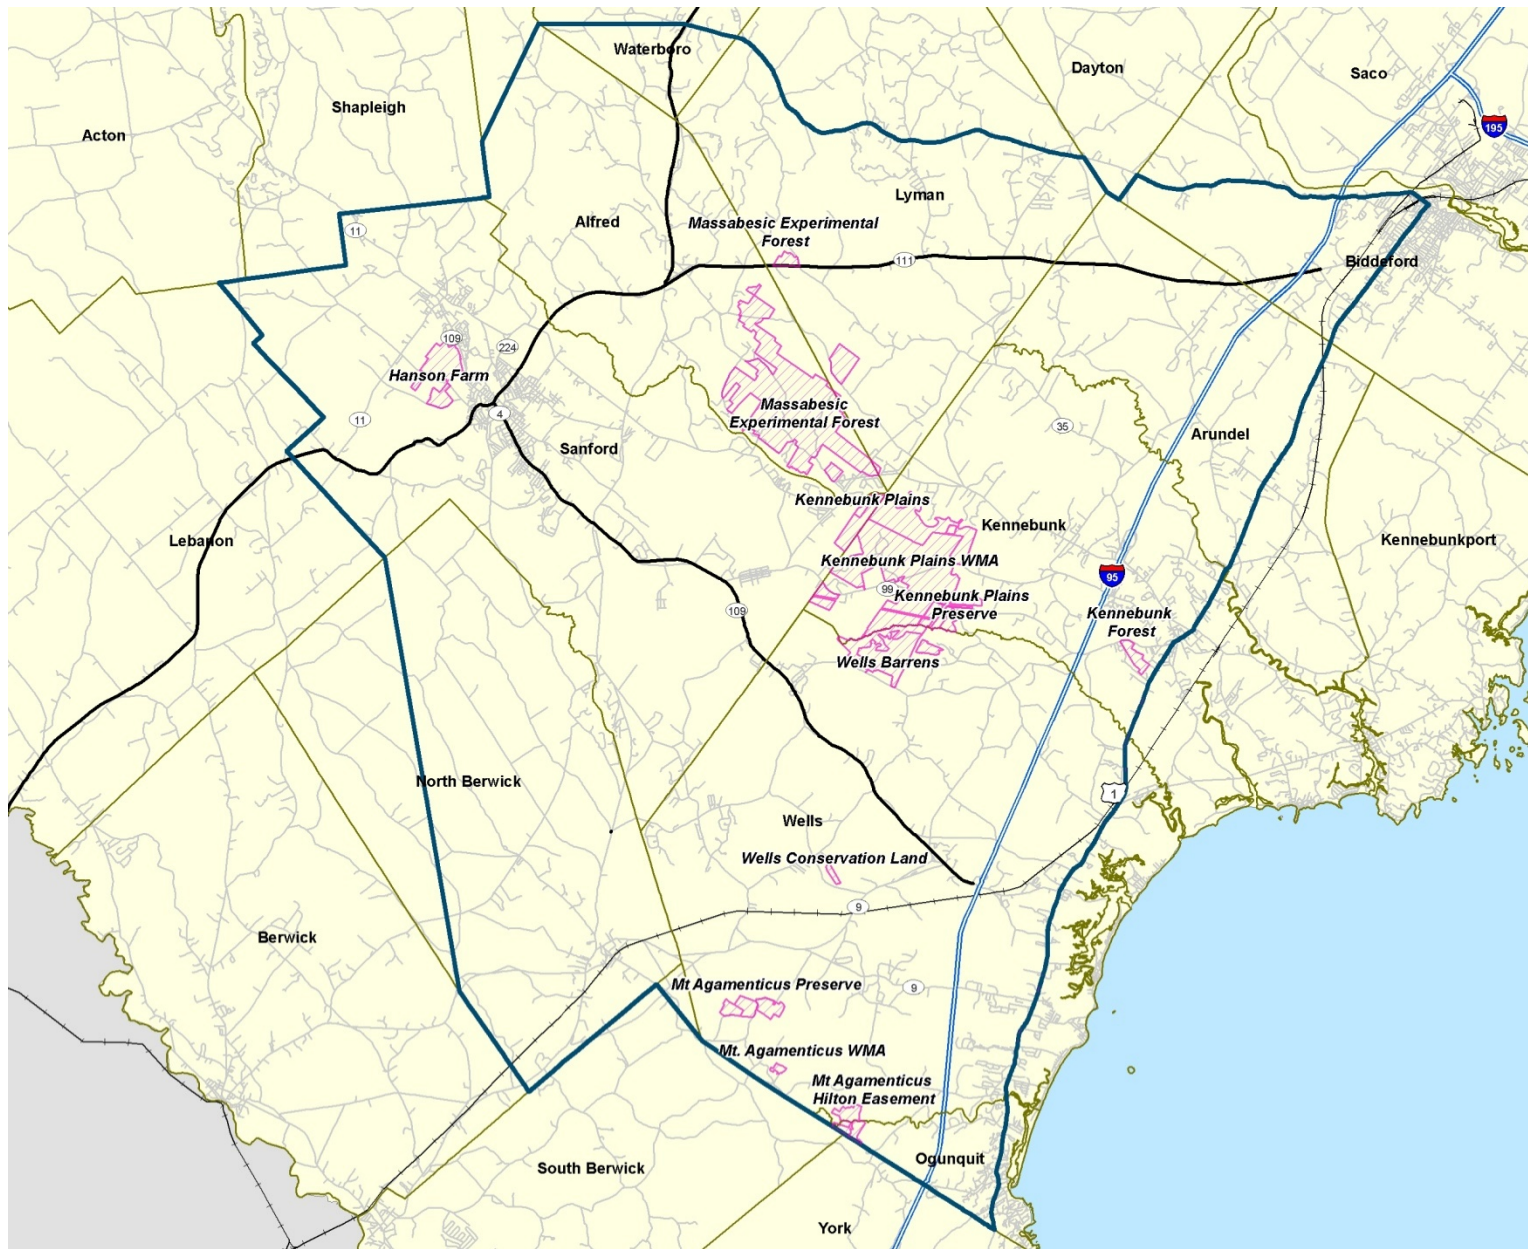 Waterboro
Dayton
Saco
Shapleigh
Acton
195
Lyman
Alfred
Massabesic Experimental
Forest
11
111
Biddeford
109
224
Hanson Farm
4
11
Massabesic
Experimental Forest
35
Arundel
Sanford
Kennebunk Plains
Kennebunk
Lebanon
Kennebunkport
Kennebunk Plains WMA
95
99
Kennebunk Plains
Preserve
109
Kennebunk
Forest
Wells Barrens
North Berwick
1
Wells
Wells Conservation Land
9
Berwick
Mt Agamenticus Preserve
9
Mt. Agamenticus WMA
Mt Agamenticus
Hilton Easement
Ogunquit
South Berwick
York